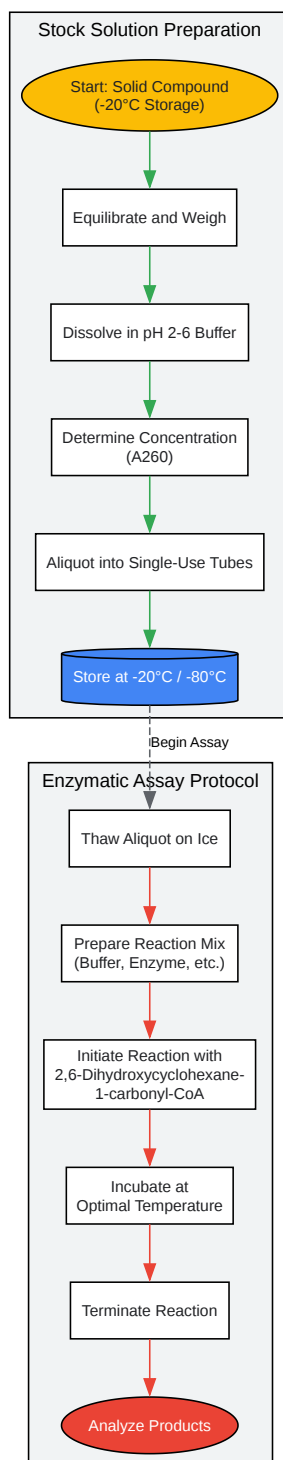 Stock Solution Preparation
Start: Solid Compound
(-20°C Storage)
Equilibrate and Weigh
Dissolve in pH 2-6 Buffer
Determine Concentration
(A260)
Aliquot into Single-Use Tubes
Store at -20°C / -80°C
Begin Assay
Enzymatic Assay Protocol
Thaw Aliquot on Ice
Prepare Reaction Mix
(Buffer, Enzyme, etc.)
Initiate Reaction with
2,6-Dihydroxycyclohexane-
1-carbonyl-CoA
Incubate at
Optimal Temperature
Terminate Reaction
Analyze Products